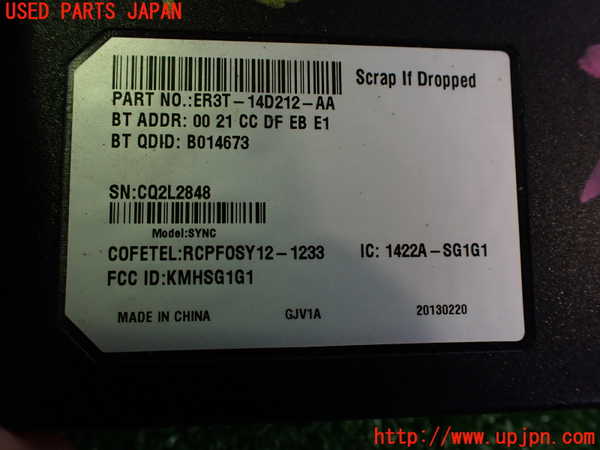 USED PARTS JAPAN
Scrap If Dropped
PART NO.:ER3T-14D212-AA
BT ADDR: 00 21 CC DF EB E1
BT QDID: B014673
SN:CQ2L2848
Model:SYNC
COFETEL:RCPFOSY12-1233 IC: 1422A-SG1G1
FCC ID:KMHSG1G1
MADE IN CHINA GJV1A 20130220
http://www.upjpn.com/